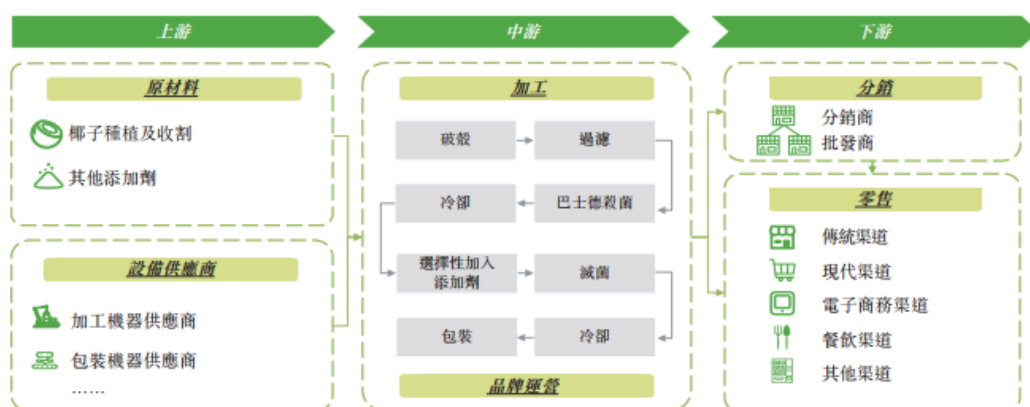 上游
原材料
椰子種植及收割
其他添加劑
設備供應商
加工機器供應商
包裝機器供應商
……
中游
加工
破殼
過濾
巴士德殺菌
冷卻
選擇性加入
添加劑
滅菌
冷卻
包裝
品牌運營
下游
分銷
分銷商
批發商
零售
傳統渠道
現代渠道
電子商務渠道
餐飲渠道
其他渠道